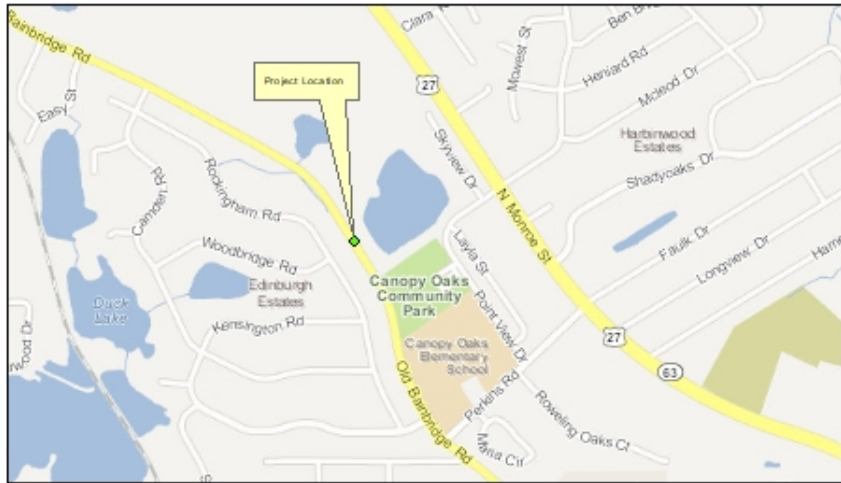 Bainbridge Rd
Easy St
Project Location
Clara
27
Mowest St
Ben
Heniard Rd
Mcleod Dr
Harbinwood
Estates
Shadyoaks Dr
Skyview Dr
N Monroe St
Rockingham Rd
Camden Rd
Woodbridge Rd
Edinburgh
Estates
Kensington Rd
Duck
Lake
Layla St
Point View Dr
Canopy Oaks
Community
Park
Canopy Oaks
Elementary
School
Faulk Dr
Longview Dr
27
63
Old Bainbridge Rd
Perkins Rd
Roweling Oaks Ct
Maria Cir